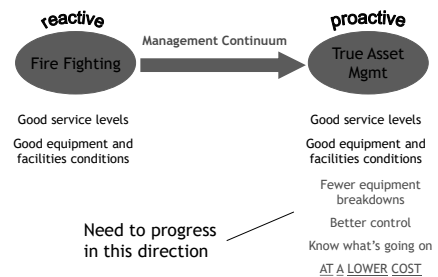 reactive
proactive
Management Continuum
Fire Fighting
True Asset
Mgmt
Good service levels
Good equipment and
facilities conditions
Good service levels
Good equipment and
facilities conditions
Fewer equipment
breakdowns
Better control
Know what's going on
AT A LOWER COST
Need to progress
in this direction